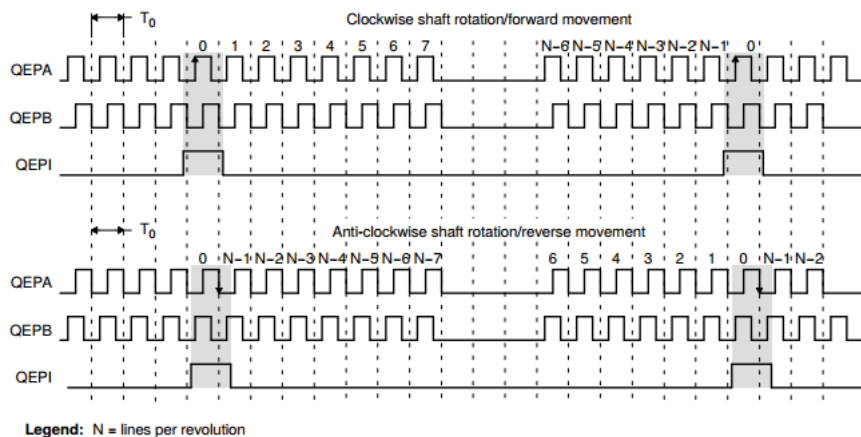 T₀ Clockwise shaft rotation/forward movement
0 1 2 3 4 5 6 7 N−6 N−5 N−4 N−3 N−2 N−1 0
QEPA
QEPB
QEPI
T₀ Anti-clockwise shaft rotation/reverse movement
0 N−1 N−2 N−3 N−4 N−5 N−6 N−7 6 5 4 3 2 1 0 N−1 N−2
QEPA
QEPB
QEPI
Legend: N = lines per revolution